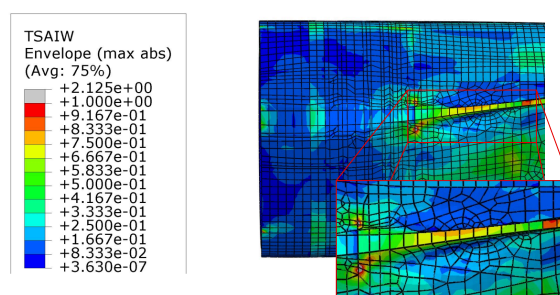 TSAIW
Envelope (max abs)
(Avg: 75%)
+2.125e+00
+1.000e+00
+9.167e-01
+8.333e-01
+7.500e-01
+6.667e-01
+5.833e-01
+5.000e-01
+4.167e-01
+3.333e-01
+2.500e-01
+1.667e-01
+8.333e-02
+3.630e-07